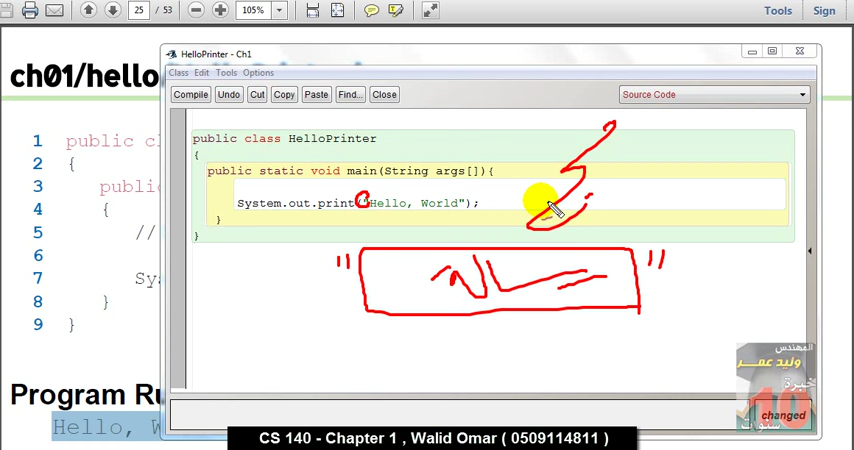 25 / 53 105% Tools Sign
HelloPrinter - Ch1
ch01/hello
Class Edit Tools Options
Compile Undo Cut Copy Paste Find... Close Source Code
1 public c
2 {
3 public
4 {
5 //
6
7 Sy
8 }
9 }
public class HelloPrinter
{
public static void main(String args[]){
System.out.print("Hello, World");
}
}
" "
Program Ru
Hello, W
المهندس
وليد عمر
خبرة
10
سنوات
changed
CS 140 - Chapter 1 , Walid Omar ( 0509114811 )